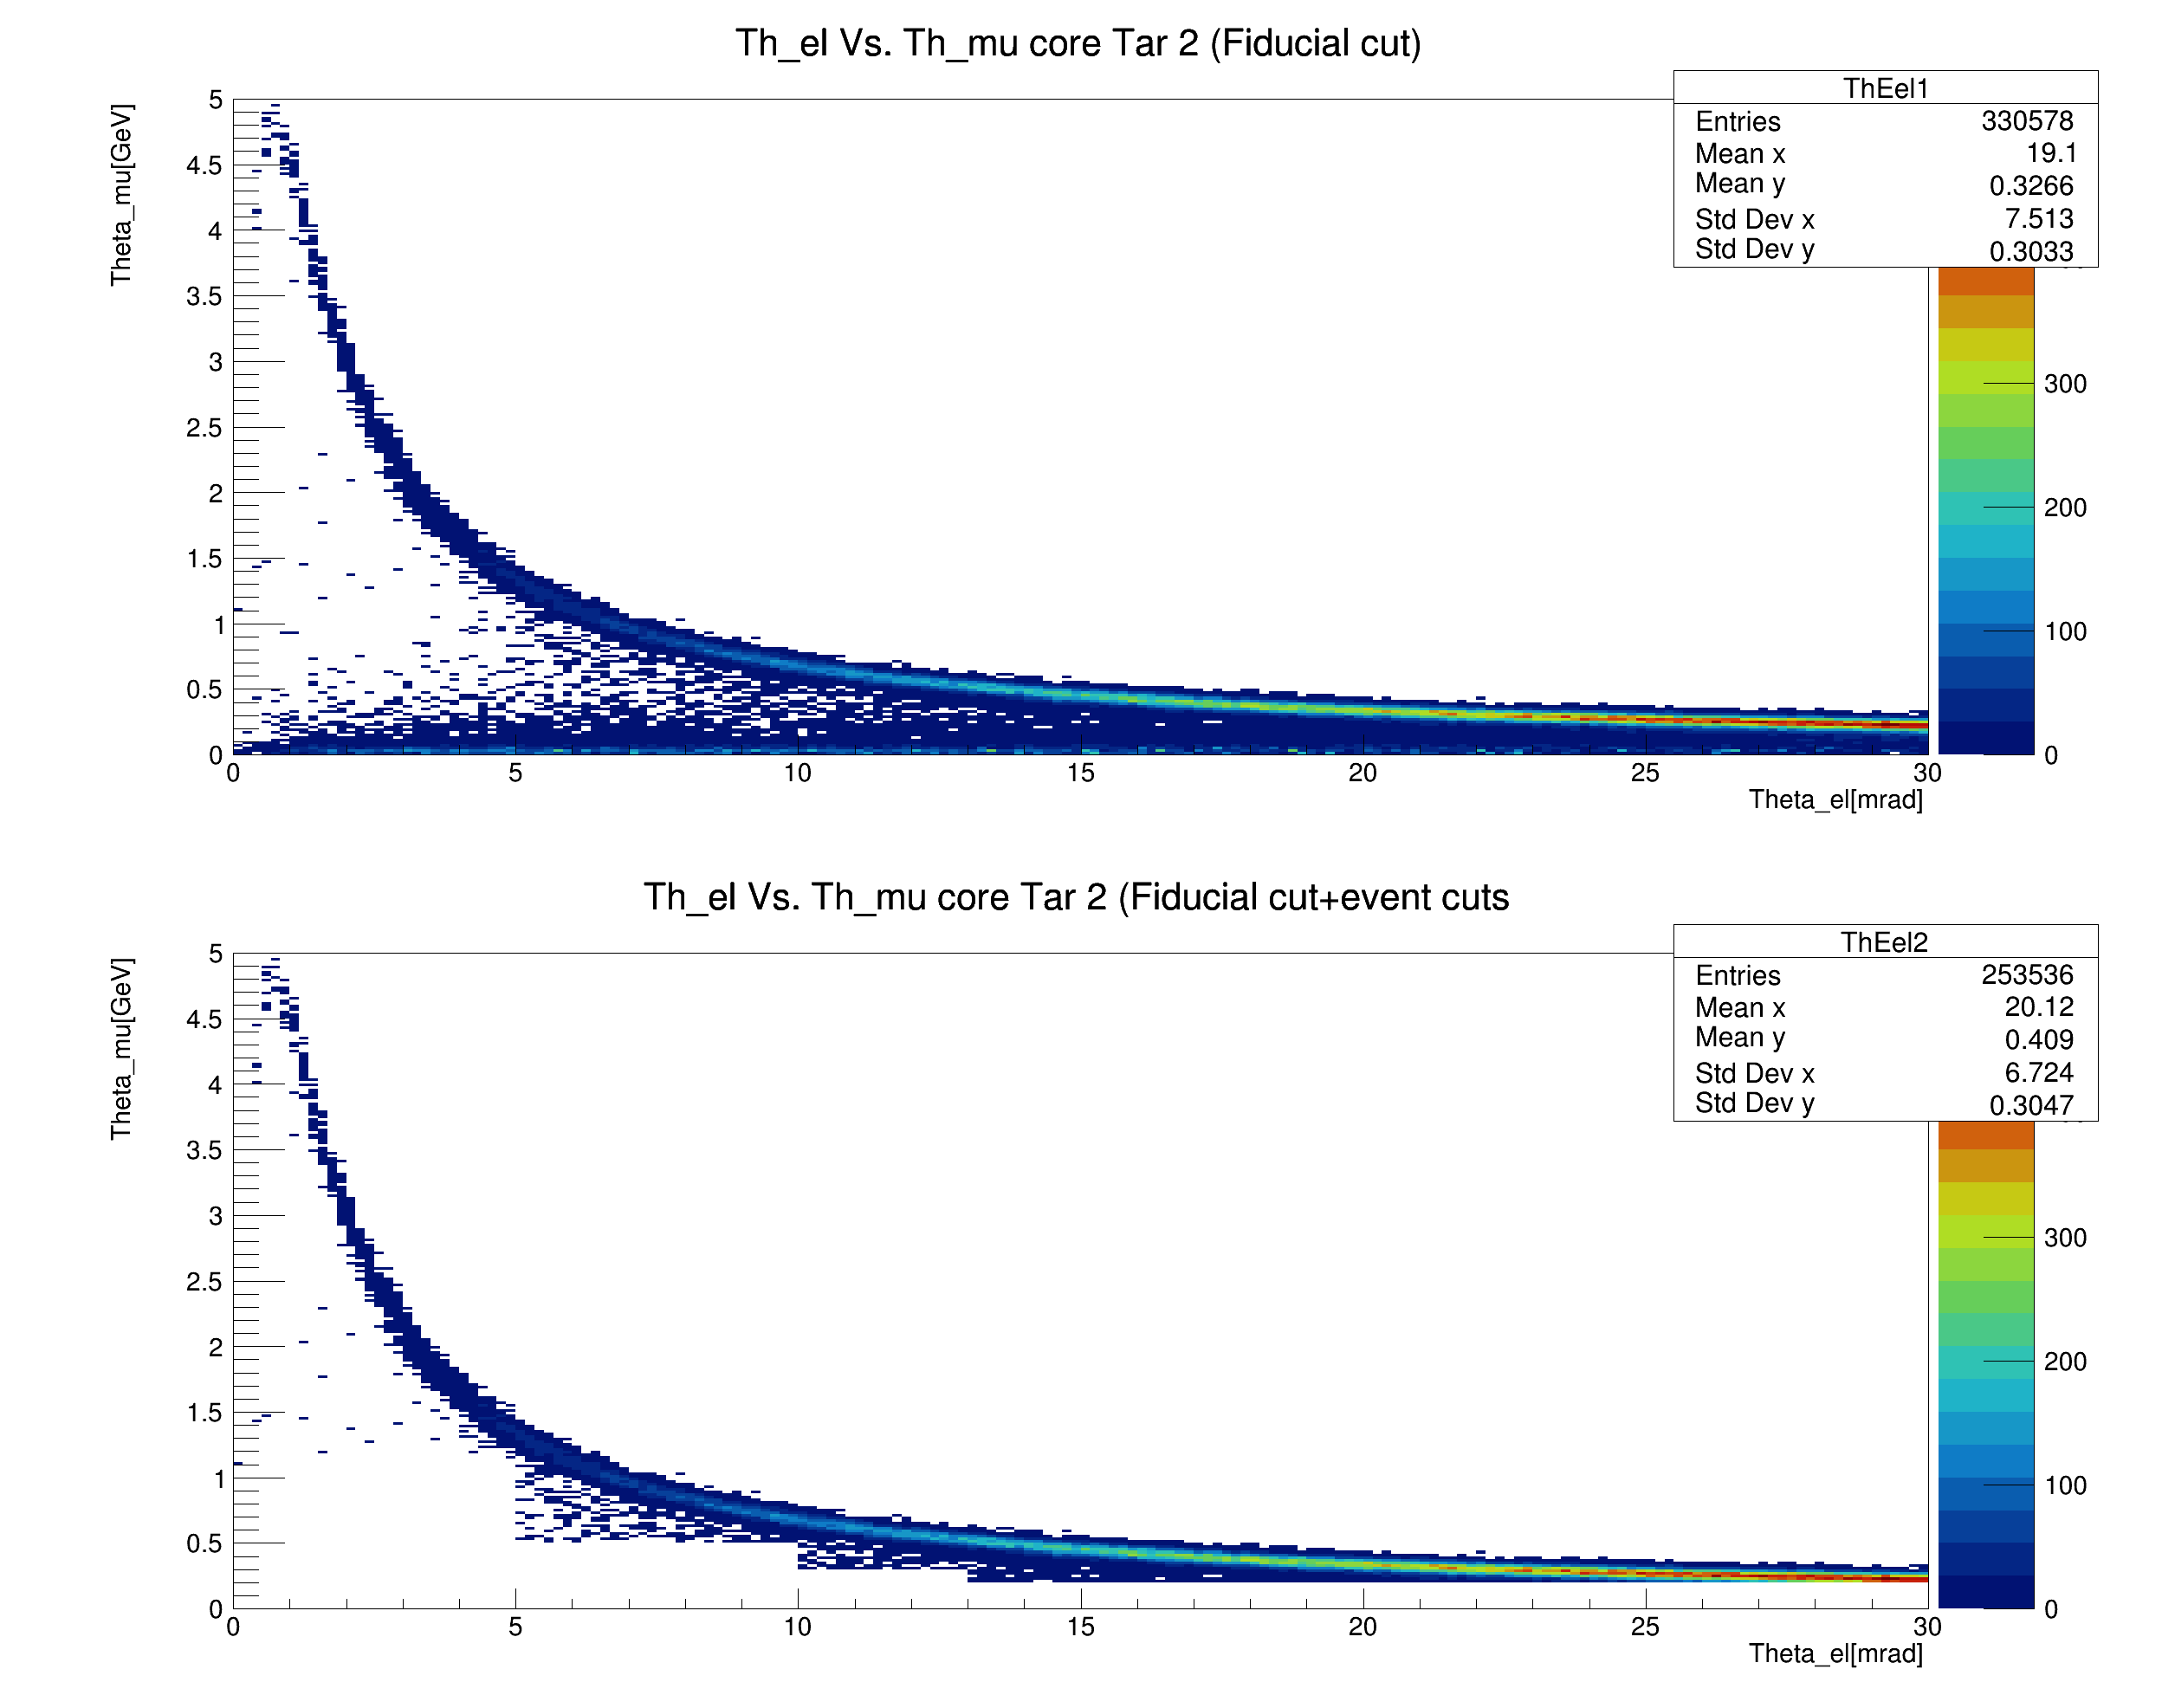 Th_el Vs. Th_mu core Tar 2 (Fiducial cut)
ThEel1
Entries 330578
Mean x 19.1
Mean y 0.3266
Std Dev x 7.513
Std Dev y 0.3033
Theta_mu[GeV]
5
4.5
4
3.5
3
2.5
2
1.5
1
0.5
0
0 5 10 15 20 25 30
Theta_el[mrad]
300
200
100
0
Th_el Vs. Th_mu core Tar 2 (Fiducial cut+event cuts
ThEel2
Entries 253536
Mean x 20.12
Mean y 0.409
Std Dev x 6.724
Std Dev y 0.3047
Theta_mu[GeV]
5
4.5
4
3.5
3
2.5
2
1.5
1
0.5
0
0 5 10 15 20 25 30
Theta_el[mrad]
300
200
100
0